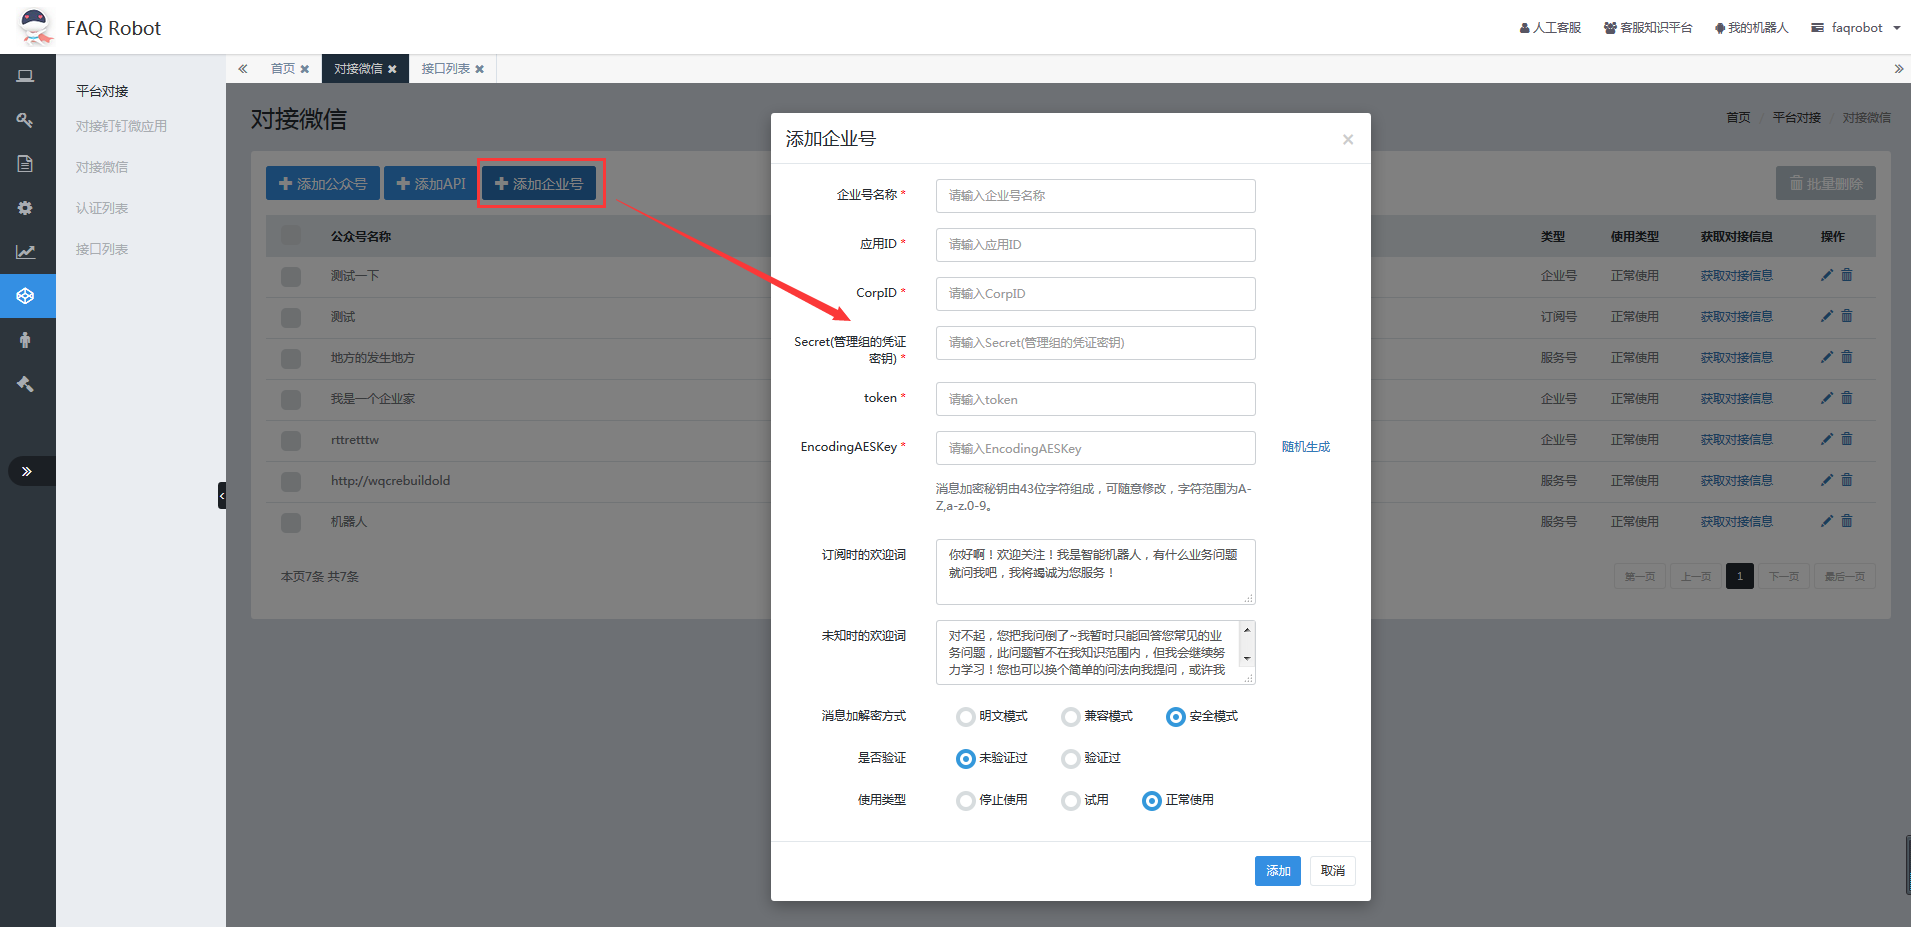 FAQ Robot
人工客服
客服知识平台
我的机器人
faqrobot
首页
对接微信
接口列表
平台对接
对接钉钉微应用
对接微信
认证列表
接口列表
对接微信
首页 / 平台对接 / 对接微信
添加公众号
添加API
添加企业号
批量删除
公众号名称 类型 使用类型 获取对接信息 操作
测试一下 企业号 正常使用 获取对接信息
测试 订阅号 正常使用 获取对接信息
地方的发生地方 服务号 正常使用 获取对接信息
我是一个企业家 企业号 正常使用 获取对接信息
rttretttw 企业号 正常使用 获取对接信息
http://wqcrebuildold 服务号 正常使用 获取对接信息
机器人 服务号 正常使用 获取对接信息
本页7条 共7条
第一页 上一页 1 下一页 最后一页
添加企业号
×
企业号名称 *
请输入企业号名称
应用ID *
请输入应用ID
CorpID *
请输入CorpID
Secret(管理组的凭证
密钥) *
请输入Secret(管理组的凭证密钥)
token *
请输入token
EncodingAESKey *
请输入EncodingAESKey
随机生成
消息加密秘钥由43位字符组成，可随意修改，字符范围为A-
Z,a-z,0-9。
订阅时的欢迎词
你好啊！欢迎关注！我是智能机器人，有什么业务问题
就问我吧，我将竭诚为您服务！
未知时的欢迎词
对不起，您把我问倒了~我暂时只能回答您常见的业
务问题，此问题暂不在我知识范围内，但我会继续努
力学习！您也可以换个简单的问法向我提问，或许我
消息加解密方式
明文模式 兼容模式 安全模式
是否验证
未验证过 验证过
使用类型
停止使用 试用 正常使用
添加
取消